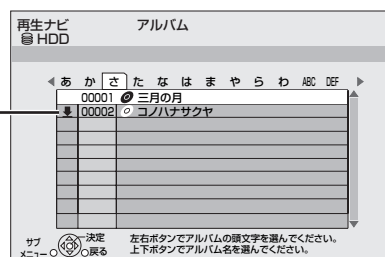 再生ナビ アルバム
HDD
あ か さ た な は ま や ら わ ABC DEF
00001 三月の月
00002 コノハナサクヤ
サブ
メニュー
決定
戻る
左右ボタンでアルバムの頭文字を選んでください。
上下ボタンでアルバム名を選んでください。